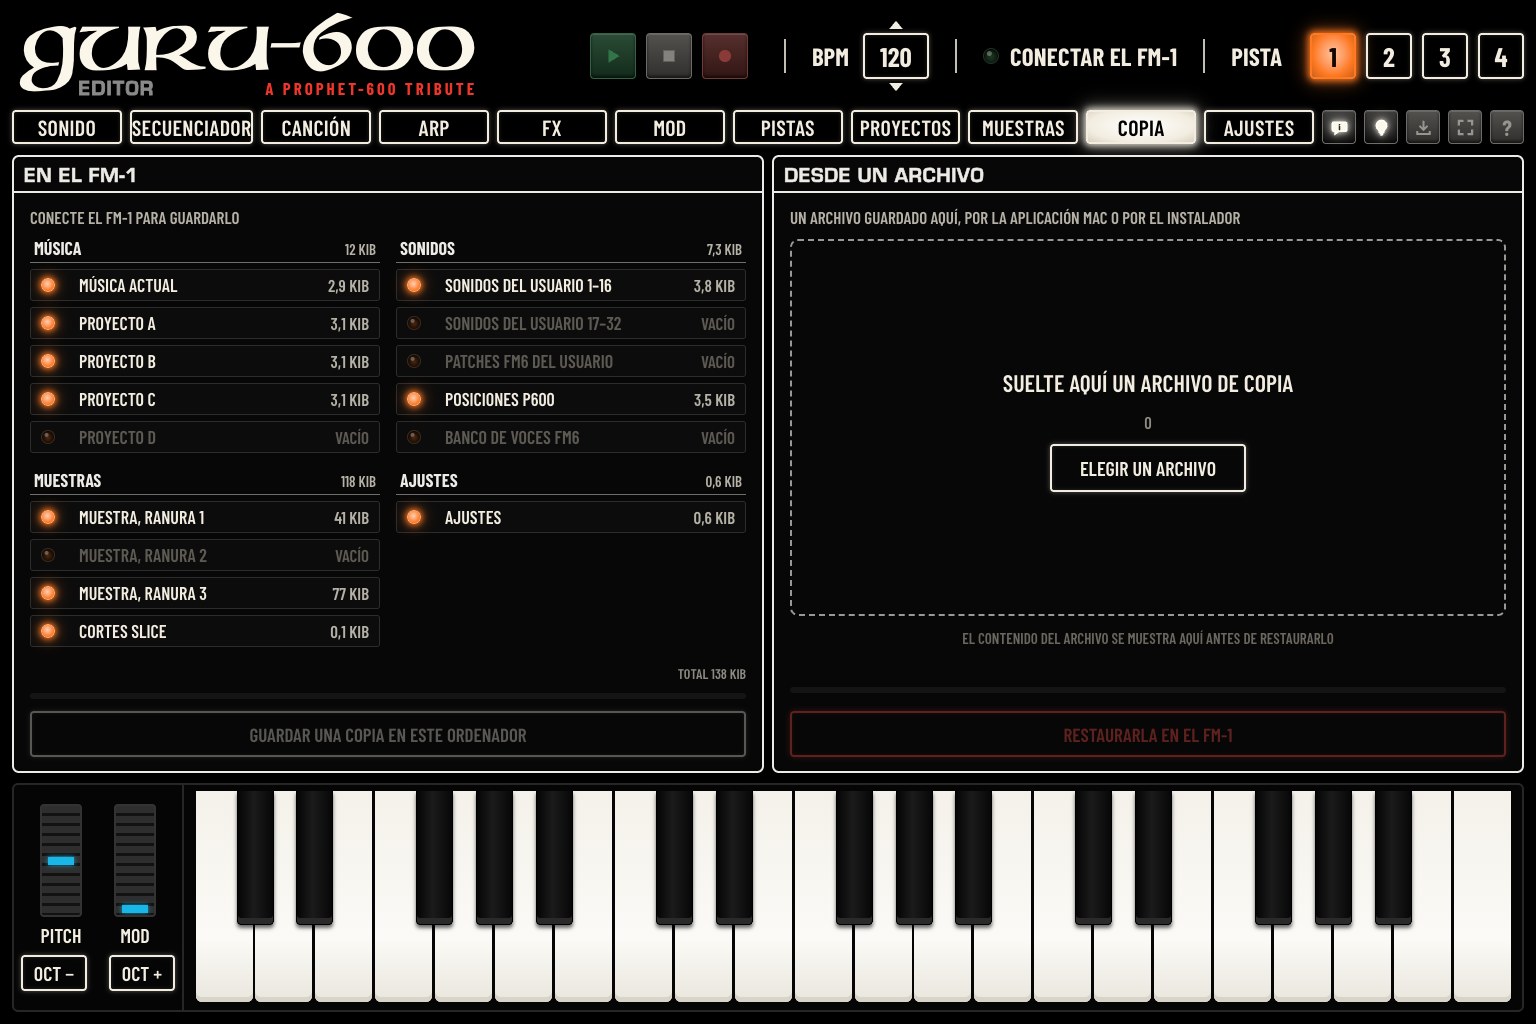 guru-600
EDITOR
A PROPHET-600 TRIBUTE
BPM
120
CONECTAR EL FM-1
PISTA
1
2
3
4
SONIDO
SECUENCIADOR
CANCIÓN
ARP
FX
MOD
PISTAS
PROYECTOS
MUESTRAS
COPIA
AJUSTES
?
EN EL FM-1
CONECTE EL FM-1 PARA GUARDARLO
MÚSICA 12 KIB
MÚSICA ACTUAL 2,9 KIB
PROYECTO A 3,1 KIB
PROYECTO B 3,1 KIB
PROYECTO C 3,1 KIB
PROYECTO D VACÍO
SONIDOS 7,3 KIB
SONIDOS DEL USUARIO 1-16 3,8 KIB
SONIDOS DEL USUARIO 17-32 VACÍO
PATCHES FM6 DEL USUARIO VACÍO
POSICIONES P600 3,5 KIB
BANCO DE VOCES FM6 VACÍO
MUESTRAS 118 KIB
MUESTRA, RANURA 1 41 KIB
MUESTRA, RANURA 2 VACÍO
MUESTRA, RANURA 3 77 KIB
CORTES SLICE 0,1 KIB
AJUSTES 0,6 KIB
AJUSTES 0,6 KIB
TOTAL 138 KIB
GUARDAR UNA COPIA EN ESTE ORDENADOR
DESDE UN ARCHIVO
UN ARCHIVO GUARDADO AQUÍ, POR LA APLICACIÓN MAC O POR EL INSTALADOR
SUELTE AQUÍ UN ARCHIVO DE COPIA
O
ELEGIR UN ARCHIVO
EL CONTENIDO DEL ARCHIVO SE MUESTRA AQUÍ ANTES DE RESTAURARLO
RESTAURARLA EN EL FM-1
PITCH
MOD
OCT −
OCT +